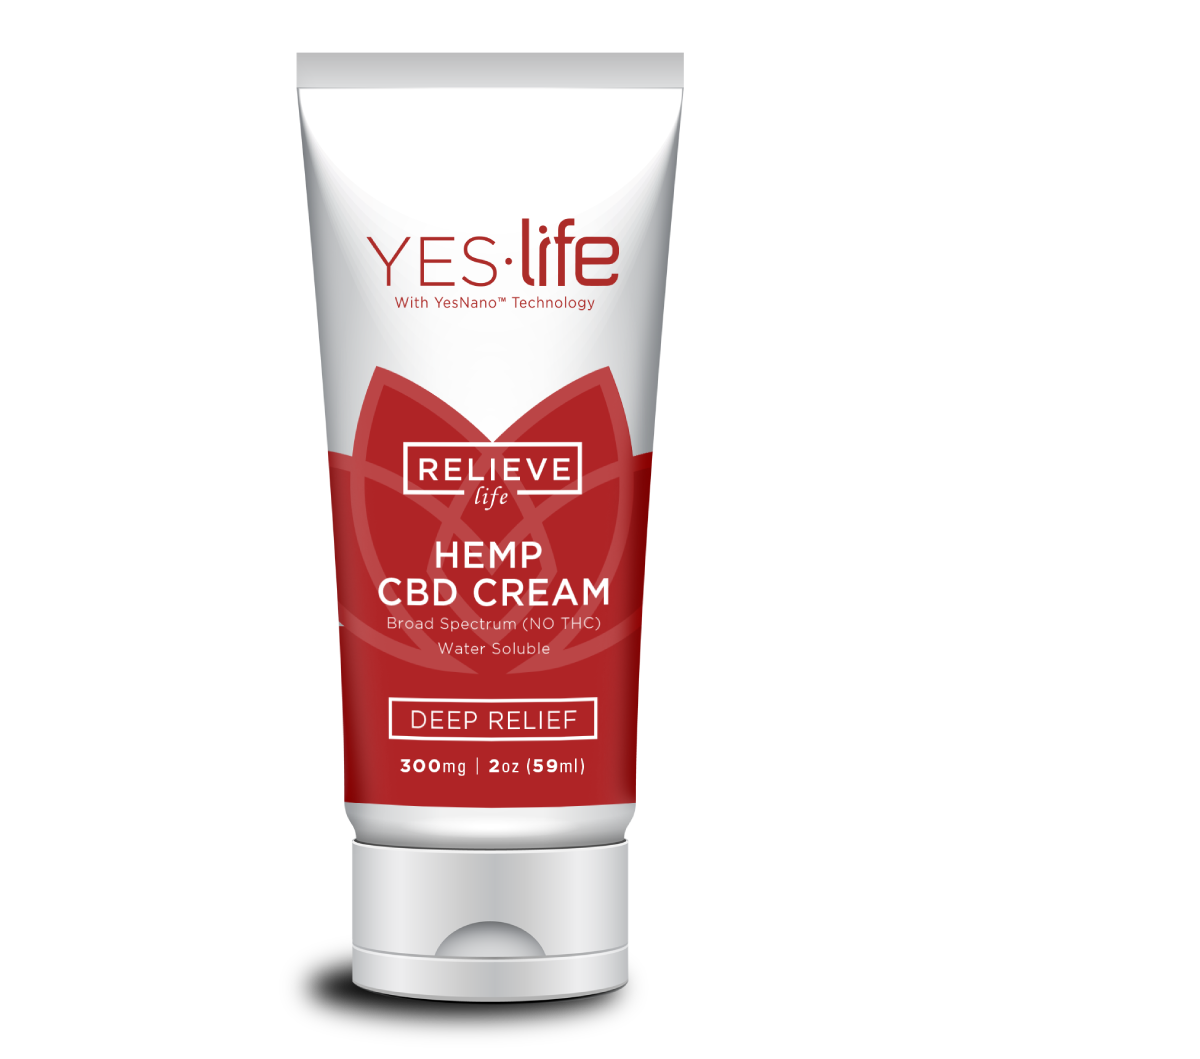 YES·life
With YesNano™ Technology
RELIEVE
life
HEMP
CBD CREAM
Broad Spectrum (NO THC)
Water Soluble
DEEP RELIEF
300mg | 2oz (59ml)